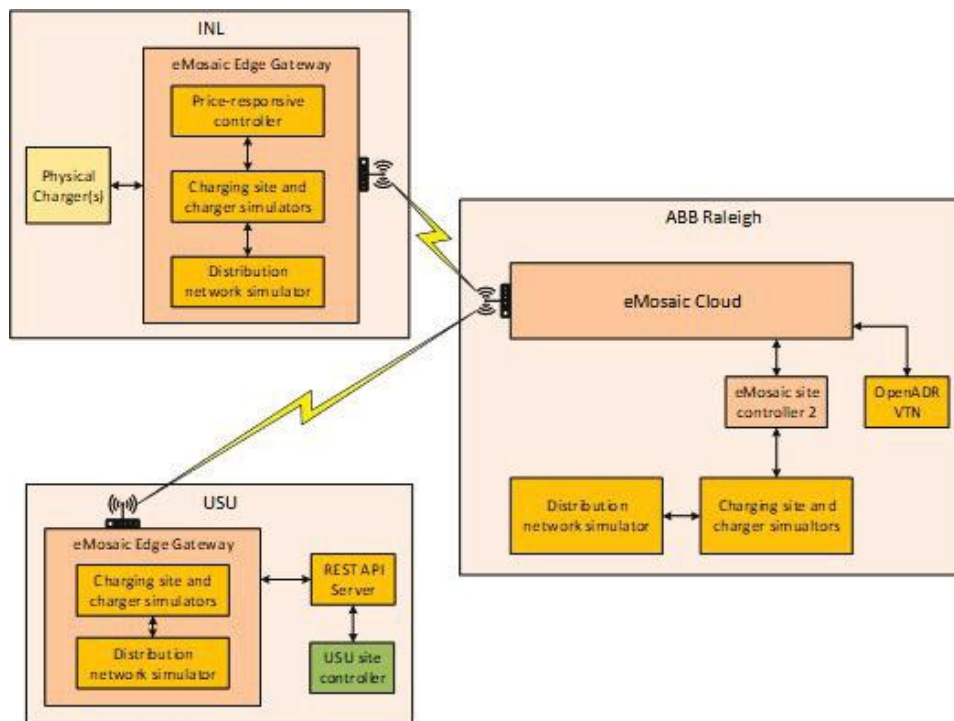 INL
eMosaic Edge Gateway
Price-responsive
controller
Physical
Charger(s)
Charging site and
charger simulators
Distribution
network simulator
ABB Raleigh
eMosaic Cloud
eMosaic site
controller 2
OpenADR
VTN
Distribution
network simulator
Charging site and
charger simualtors
USU
eMosaic Edge Gateway
Charging site and
charger simulators
Distribution
network simulator
REST API
Server
USU site
controller